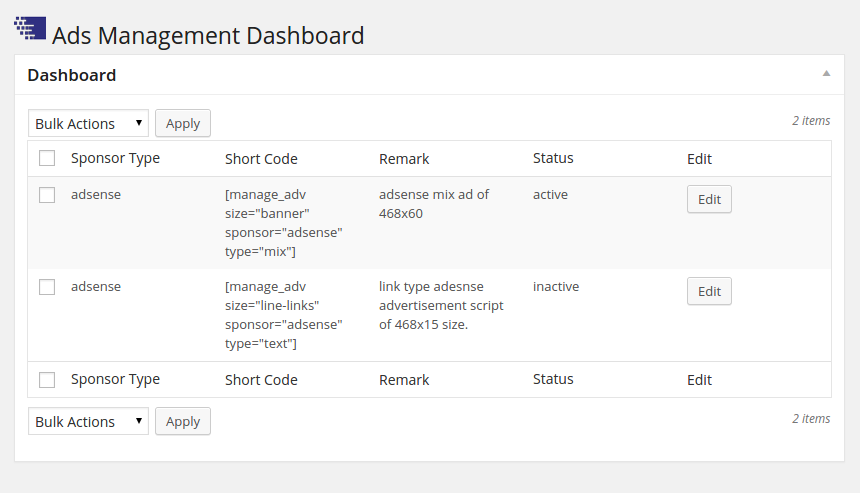 Ads Management Dashboard
Dashboard
Bulk Actions Apply 2 items
Sponsor Type Short Code Remark Status Edit
adsense [manage_adv adsense mix ad of active Edit
size="banner" 468x60
sponsor="adsense"
type="mix"]
adsense [manage_adv link type adesnse inactive Edit
size="line-links" advertisement script
sponsor="adsense" of 468x15 size.
type="text"]
Sponsor Type Short Code Remark Status Edit
Bulk Actions Apply 2 items